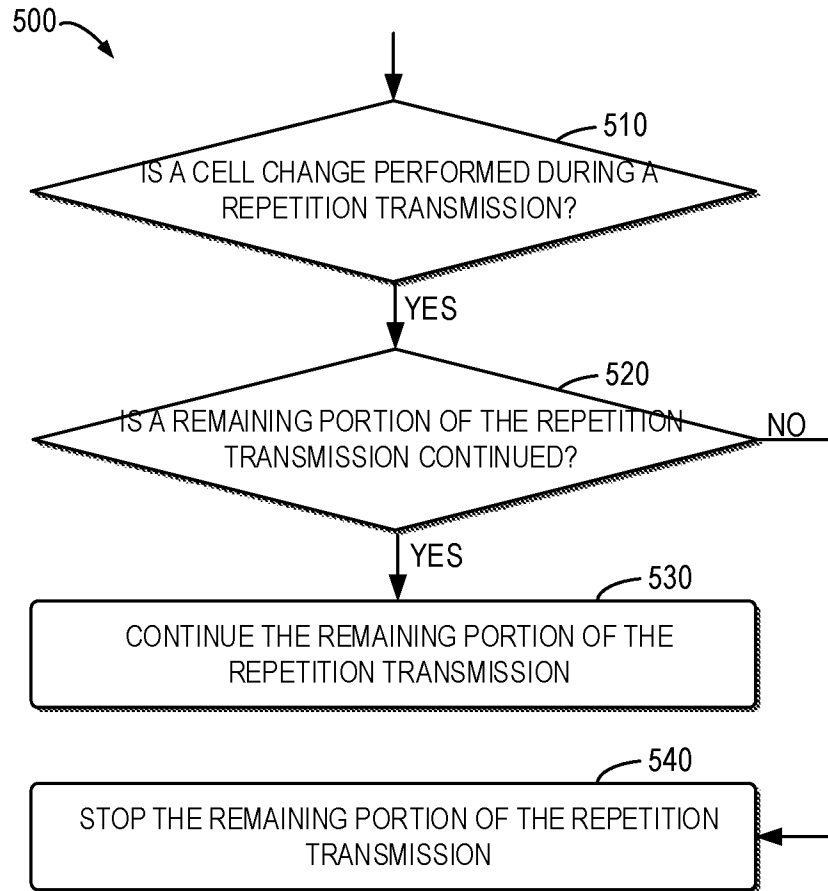 500
510
IS A CELL CHANGE PERFORMED DURING A
REPETITION TRANSMISSION?
YES
520
IS A REMAINING PORTION OF THE REPETITION
TRANSMISSION CONTINUED?
NO
YES
530
CONTINUE THE REMAINING PORTION OF THE
REPETITION TRANSMISSION
540
STOP THE REMAINING PORTION OF THE REPETITION
TRANSMISSION